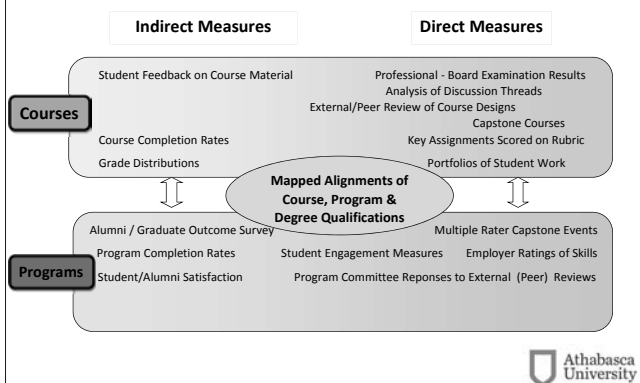 Indirect Measures Direct Measures
Student Feedback on Course Material Professional - Board Examination Results
Analysis of Discussion Threads
External/Peer Review of Course Designs
Courses
Capstone Courses
Course Completion Rates Key Assignments Scored on Rubric
Grade Distributions Portfolios of Student Work
Mapped Alignments of
Course, Program &
Degree Qualifications
Alumni / Graduate Outcome Survey Multiple Rater Capstone Events
Program Completion Rates Student Engagement Measures Employer Ratings of Skills
Programs
Student/Alumni Satisfaction Program Committee Reponses to External (Peer) Reviews
Athabasca
University